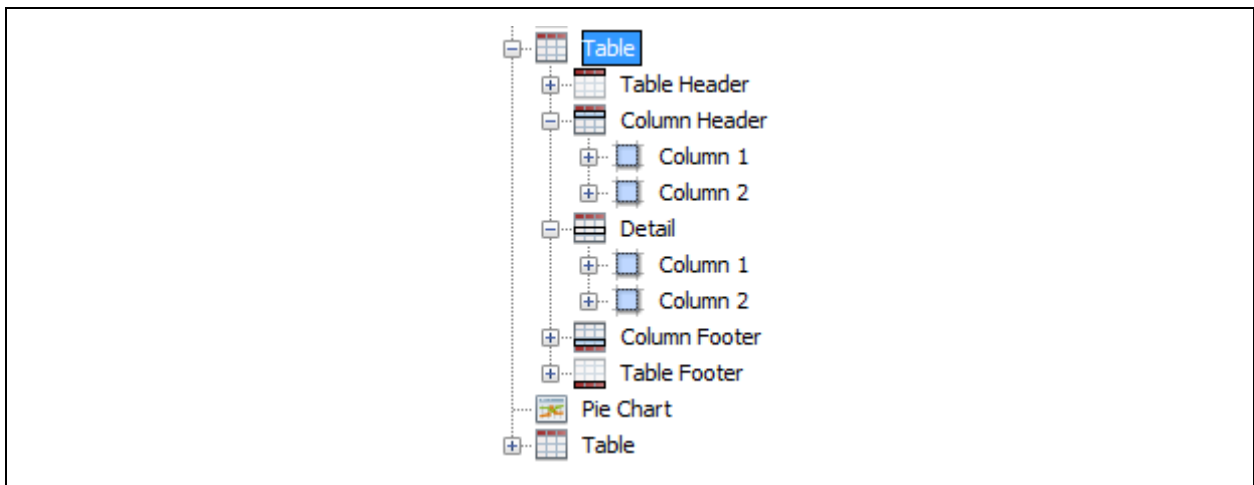 Table
Table Header
Column Header
Column 1
Column 2
Detail
Column 1
Column 2
Column Footer
Table Footer
Pie Chart
Table